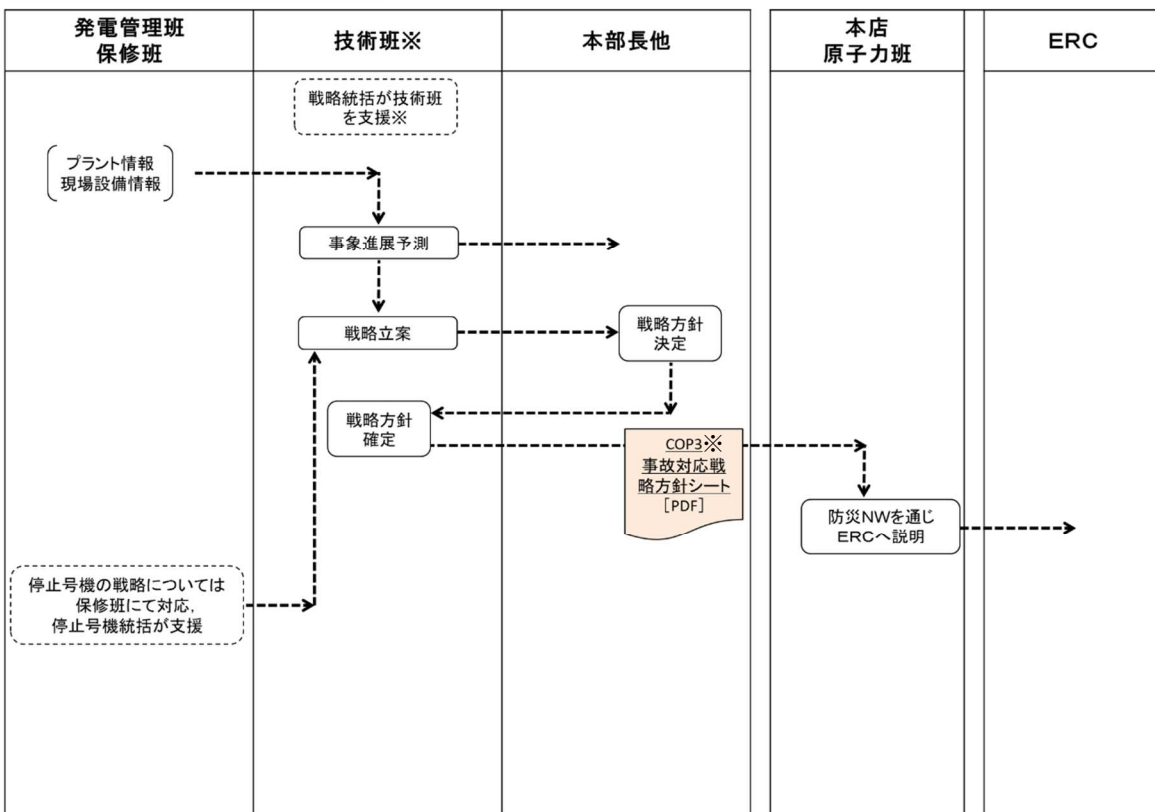 発電管理班
保修班
技術班※
本部長他
本店
原子力班
ERC
戦略統括が技術班
を支援※
プラント情報
現場設備情報
事象進展予測
戦略立案
戦略方針
決定
戦略方針
確定
COP3※
事故対応戦
略方針シート
[PDF]
防災NWを通じ
ERCへ説明
停止号機の戦略については
保修班にて対応,
停止号機統括が支援